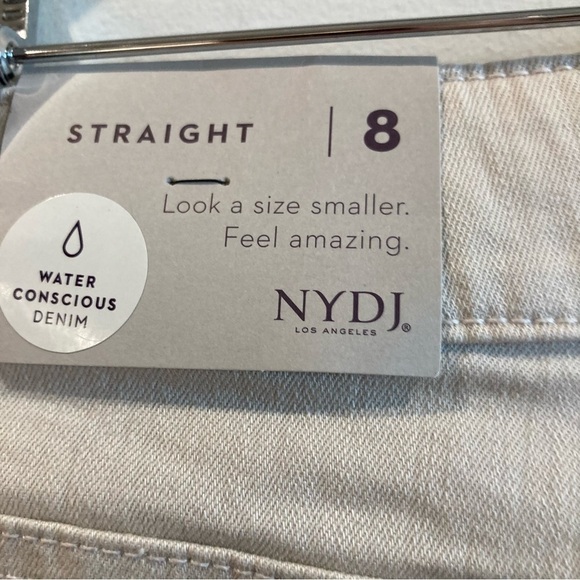 STRAIGHT | 8
Look a size smaller.
Feel amazing.
WATER
CONSCIOUS
DENIM
NYDJ®
LOS ANGELES